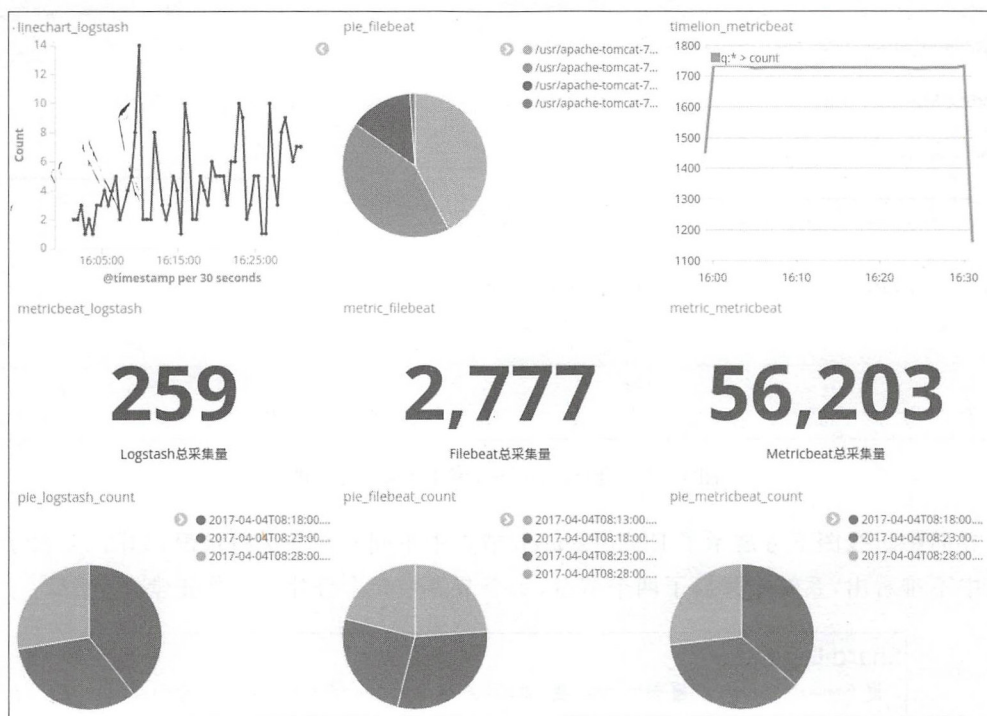 linechart_logstash
14
12
10
8
6
4
2
0
Count
16:05:00
16:15:00
16:25:00
@timestamp per 30 seconds
pie_filebeat
/usr/apache-tomcat-7...
/usr/apache-tomcat-7...
/usr/apache-tomcat-7...
/usr/apache-tomcat-7...
timelion_metricbeat
1800
1700
1600
1500
1400
1300
1200
1100
q:* > count
16:00
16:10
16:20
16:30
metricbeat_logstash
259
Logstash总采集量
metric_filebeat
2,777
Filebeat总采集量
metric_metricbeat
56,203
Metricbeat总采集量
pie_logstash_count
2017-04-04T08:18:00....
2017-04-04T08:23:00....
2017-04-04T08:28:00....
pie_filebeat_count
2017-04-04T08:13:00....
2017-04-04T08:18:00....
2017-04-04T08:23:00....
2017-04-04T08:28:00....
pie_metricbeat_count
2017-04-04T08:18:00....
2017-04-04T08:23:00....
2017-04-04T08:28:00....